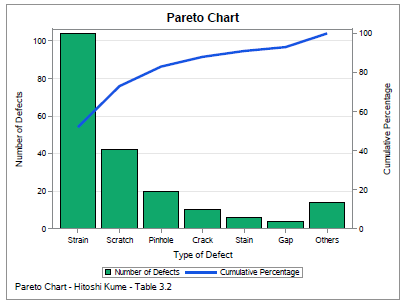 Pareto Chart
Number of Defects
100
80
60
40
20
0
100
80
60
40
20
0
Cumulative Percentage
Strain Scratch Pinhole Crack Stain Gap Others
Type of Defect
Number of Defects Cumulative Percentage
Pareto Chart - Hitoshi Kume - Table 3.2